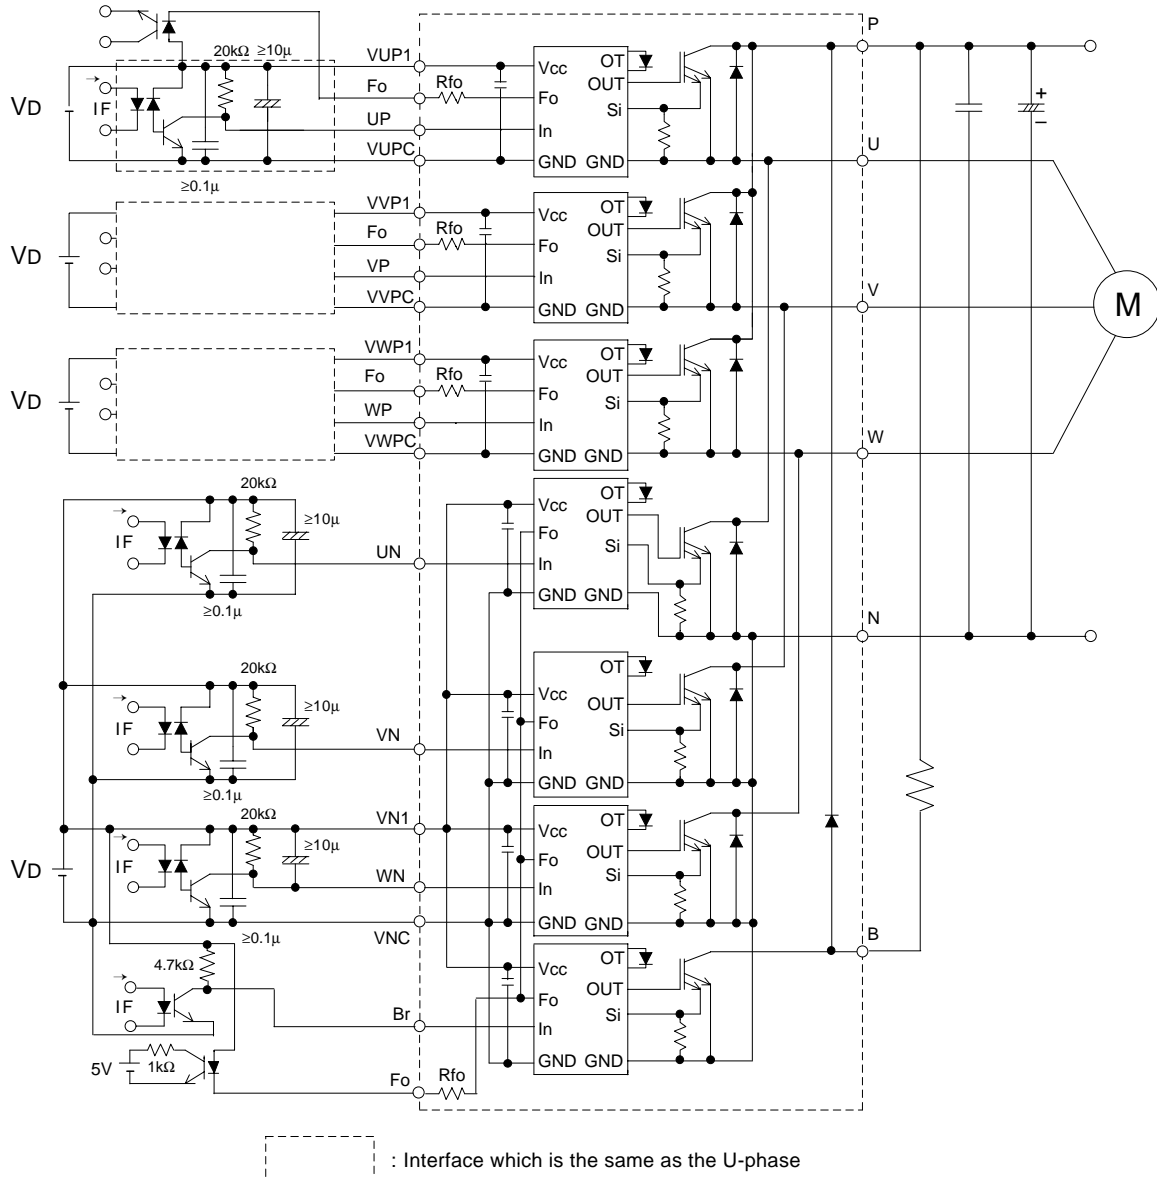 P
20kΩ ≥10μ VUP1
Vcc OT
OUT
VD IF Fo Rfo Fo Si
UP In
VUPC GND GND U
≥0.1μ
VVP1 Vcc OT
OUT
Fo Rfo Fo
VD VP In Si
VVPC GND GND V
M
VWP1 Vcc OT
OUT
Fo Rfo Fo
VD WP In Si
VWPC GND GND W
20kΩ
≥10μ
IF
UN
Vcc OT
OUT
Fo Si
In
GND GND
≥0.1μ
N
+
–
20kΩ
≥10μ
IF
VN
OT
Vcc OUT
Fo Si
In
GND GND
≥0.1μ
20kΩ
≥10μ
VN1
Vcc OT
OUT
VD IF Fo
WN In Si
GND GND
VNC
≥0.1μ
B
4.7kΩ
Vcc OT
OUT
IF Fo Si
Br In
GND GND
5V 1kΩ
Fo Rfo
: Interface which is the same as the U-phase